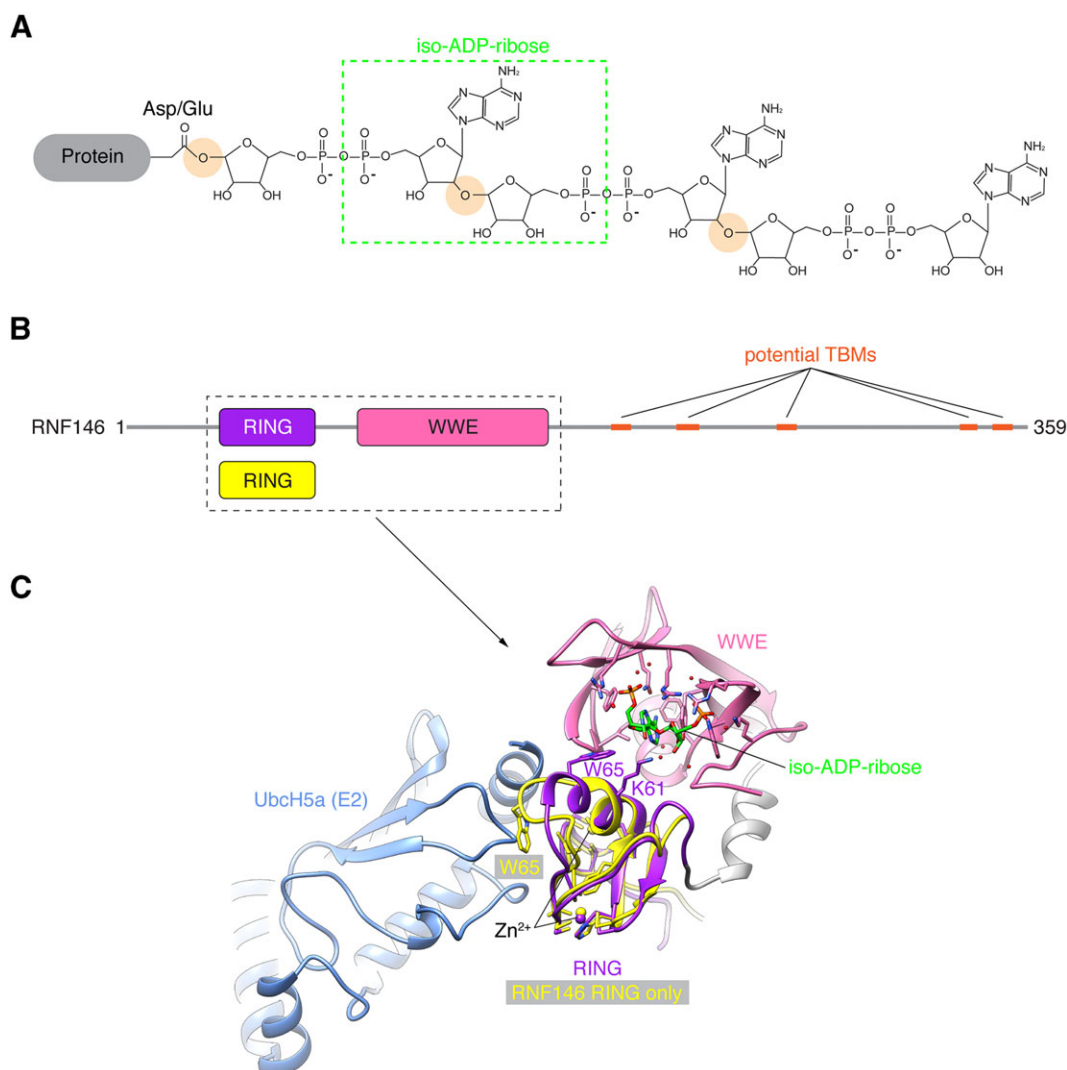 A
iso-ADP-ribose
NH₂
N N
N N
Asp/Glu
O
Protein
O O O O O P O P O O O
O⁻ O⁻
HO OH HO O O O O P O P O O O
O⁻ O⁻
HO OH HO O O O O P O P O O O
O⁻ O⁻
HO OH HO OH
NH₂
N N
N N
NH₂
N N
N N
B
potential TBMs
RNF146 1 RING WWE 359
RING
C
WWE
W65
K61
iso-ADP-ribose
UbcH5a (E2)
W65
Zn²⁺
RING
RNF146 RING only